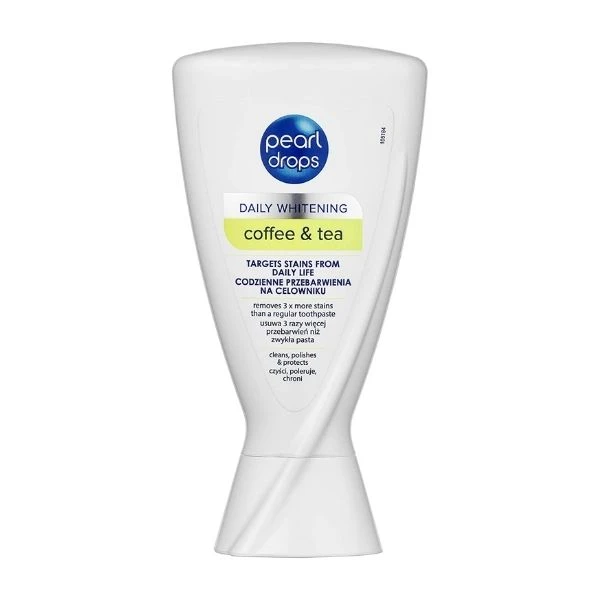 pearl
drops
DAILY WHITENING
coffee & tea
TARGETS STAINS FROM
DAILY LIFE
CODZIENNE PRZEBARWIENIA
NA CELOWNIKU
removes 3 x more stains
than a regular toothpaste
usuwa 3 razy więcej
przebarwień niż
zwykła pasta
cleans, polishes
& protects
czyści, poleruje,
chroni